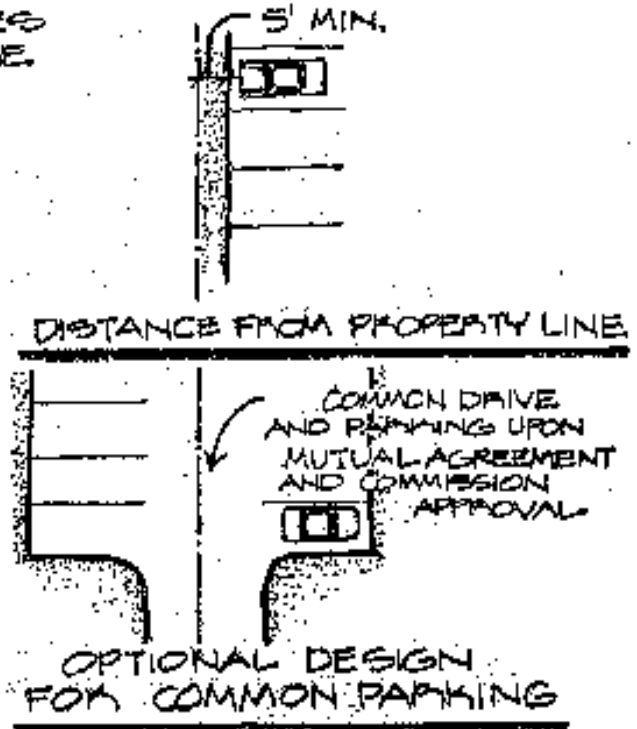 5' MIN.
DISTANCE FROM PROPERTY LINE
COMMON DRIVE
AND PARKING UPON
MUTUAL AGREEMENT
AND COMMISSION
APPROVAL.
OPTIONAL DESIGN
FOR COMMON PARKING